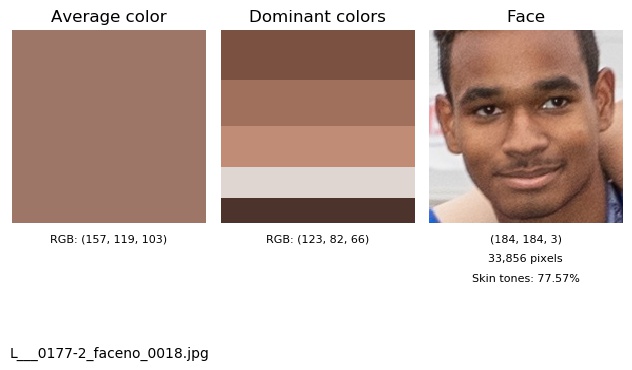 Average color
Dominant colors
Face
RGB: (157, 119, 103)
RGB: (123, 82, 66)
(184, 184, 3)
33,856 pixels
Skin tones: 77.57%
L___0177-2_faceno_0018.jpg